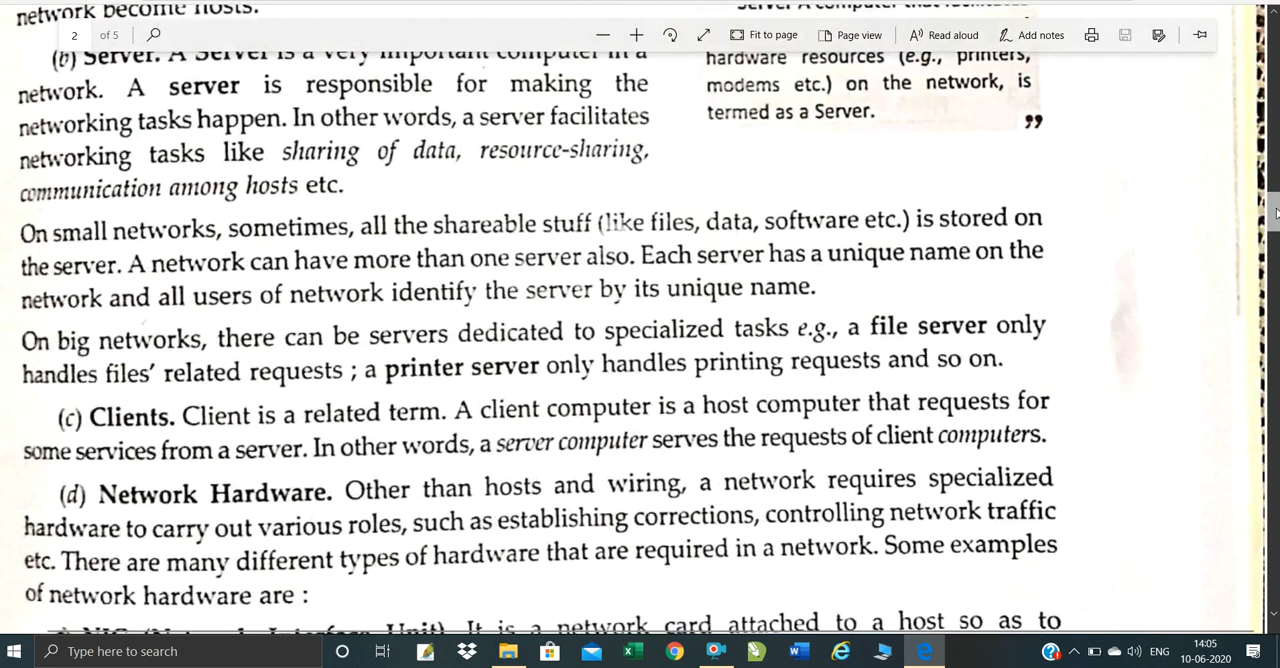 network become hosts.
2 of 5 Fit to page Page view Read aloud Add notes
(b) Server. A Server is a very important computer in a
network. A server is responsible for making the
networking tasks happen. In other words, a server facilitates
networking tasks like sharing of data, resource-sharing,
communication among hosts etc.
hardware resources (e.g., printers,
modems etc.) on the network, is
termed as a Server.
”
On small networks, sometimes, all the shareable stuff (like files, data, software etc.) is stored on
the server. A network can have more than one server also. Each server has a unique name on the
network and all users of network identify the server by its unique name.
On big networks, there can be servers dedicated to specialized tasks e.g., a file server only
handles files' related requests ; a printer server only handles printing requests and so on.
(c) Clients. Client is a related term. A client computer is a host computer that requests for
some services from a server. In other words, a server computer serves the requests of client computers.
(d) Network Hardware. Other than hosts and wiring, a network requires specialized
hardware to carry out various roles, such as establishing corrections, controlling network traffic
etc. There are many different types of hardware that are required in a network. Some examples
of network hardware are :
Unit). It is a network card attached to a host so as to
Type here to search
ENG
14:05
10-06-2020